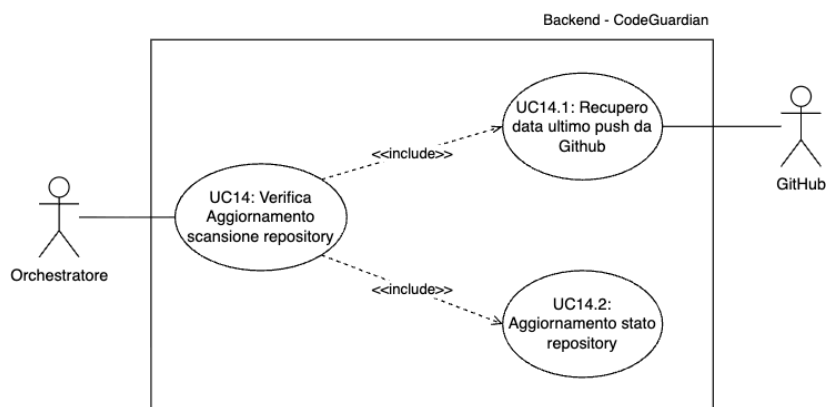 Backend - CodeGuardian
UC14.1: Recupero
data ultimo push da
Github
<<include>>
GitHub
UC14: Verifica
Aggiornamento
scansione repository
Orchestratore
<<include>>
UC14.2:
Aggiornamento stato
repository